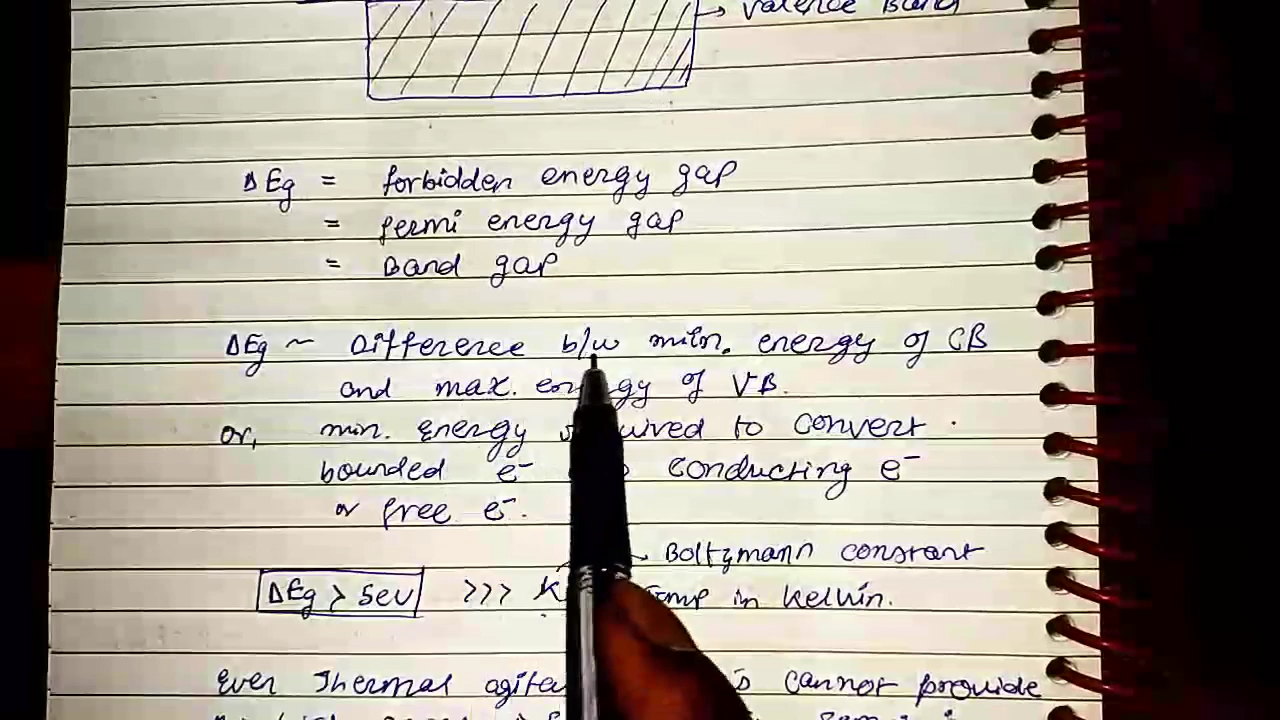 → Valence Band
ΔEg = forbidden energy gap
= fermi energy gap
= Band gap
ΔEg ~ Difference b/w min. energy of CB
and max. energy of VB.
or, min. energy required to convert.
bounded e⁻ conducting e⁻
or free e⁻.
Boltzmann constant
ΔEg > 5eV >>> K Temp in Kelvin.
Even Thermal cannot provide